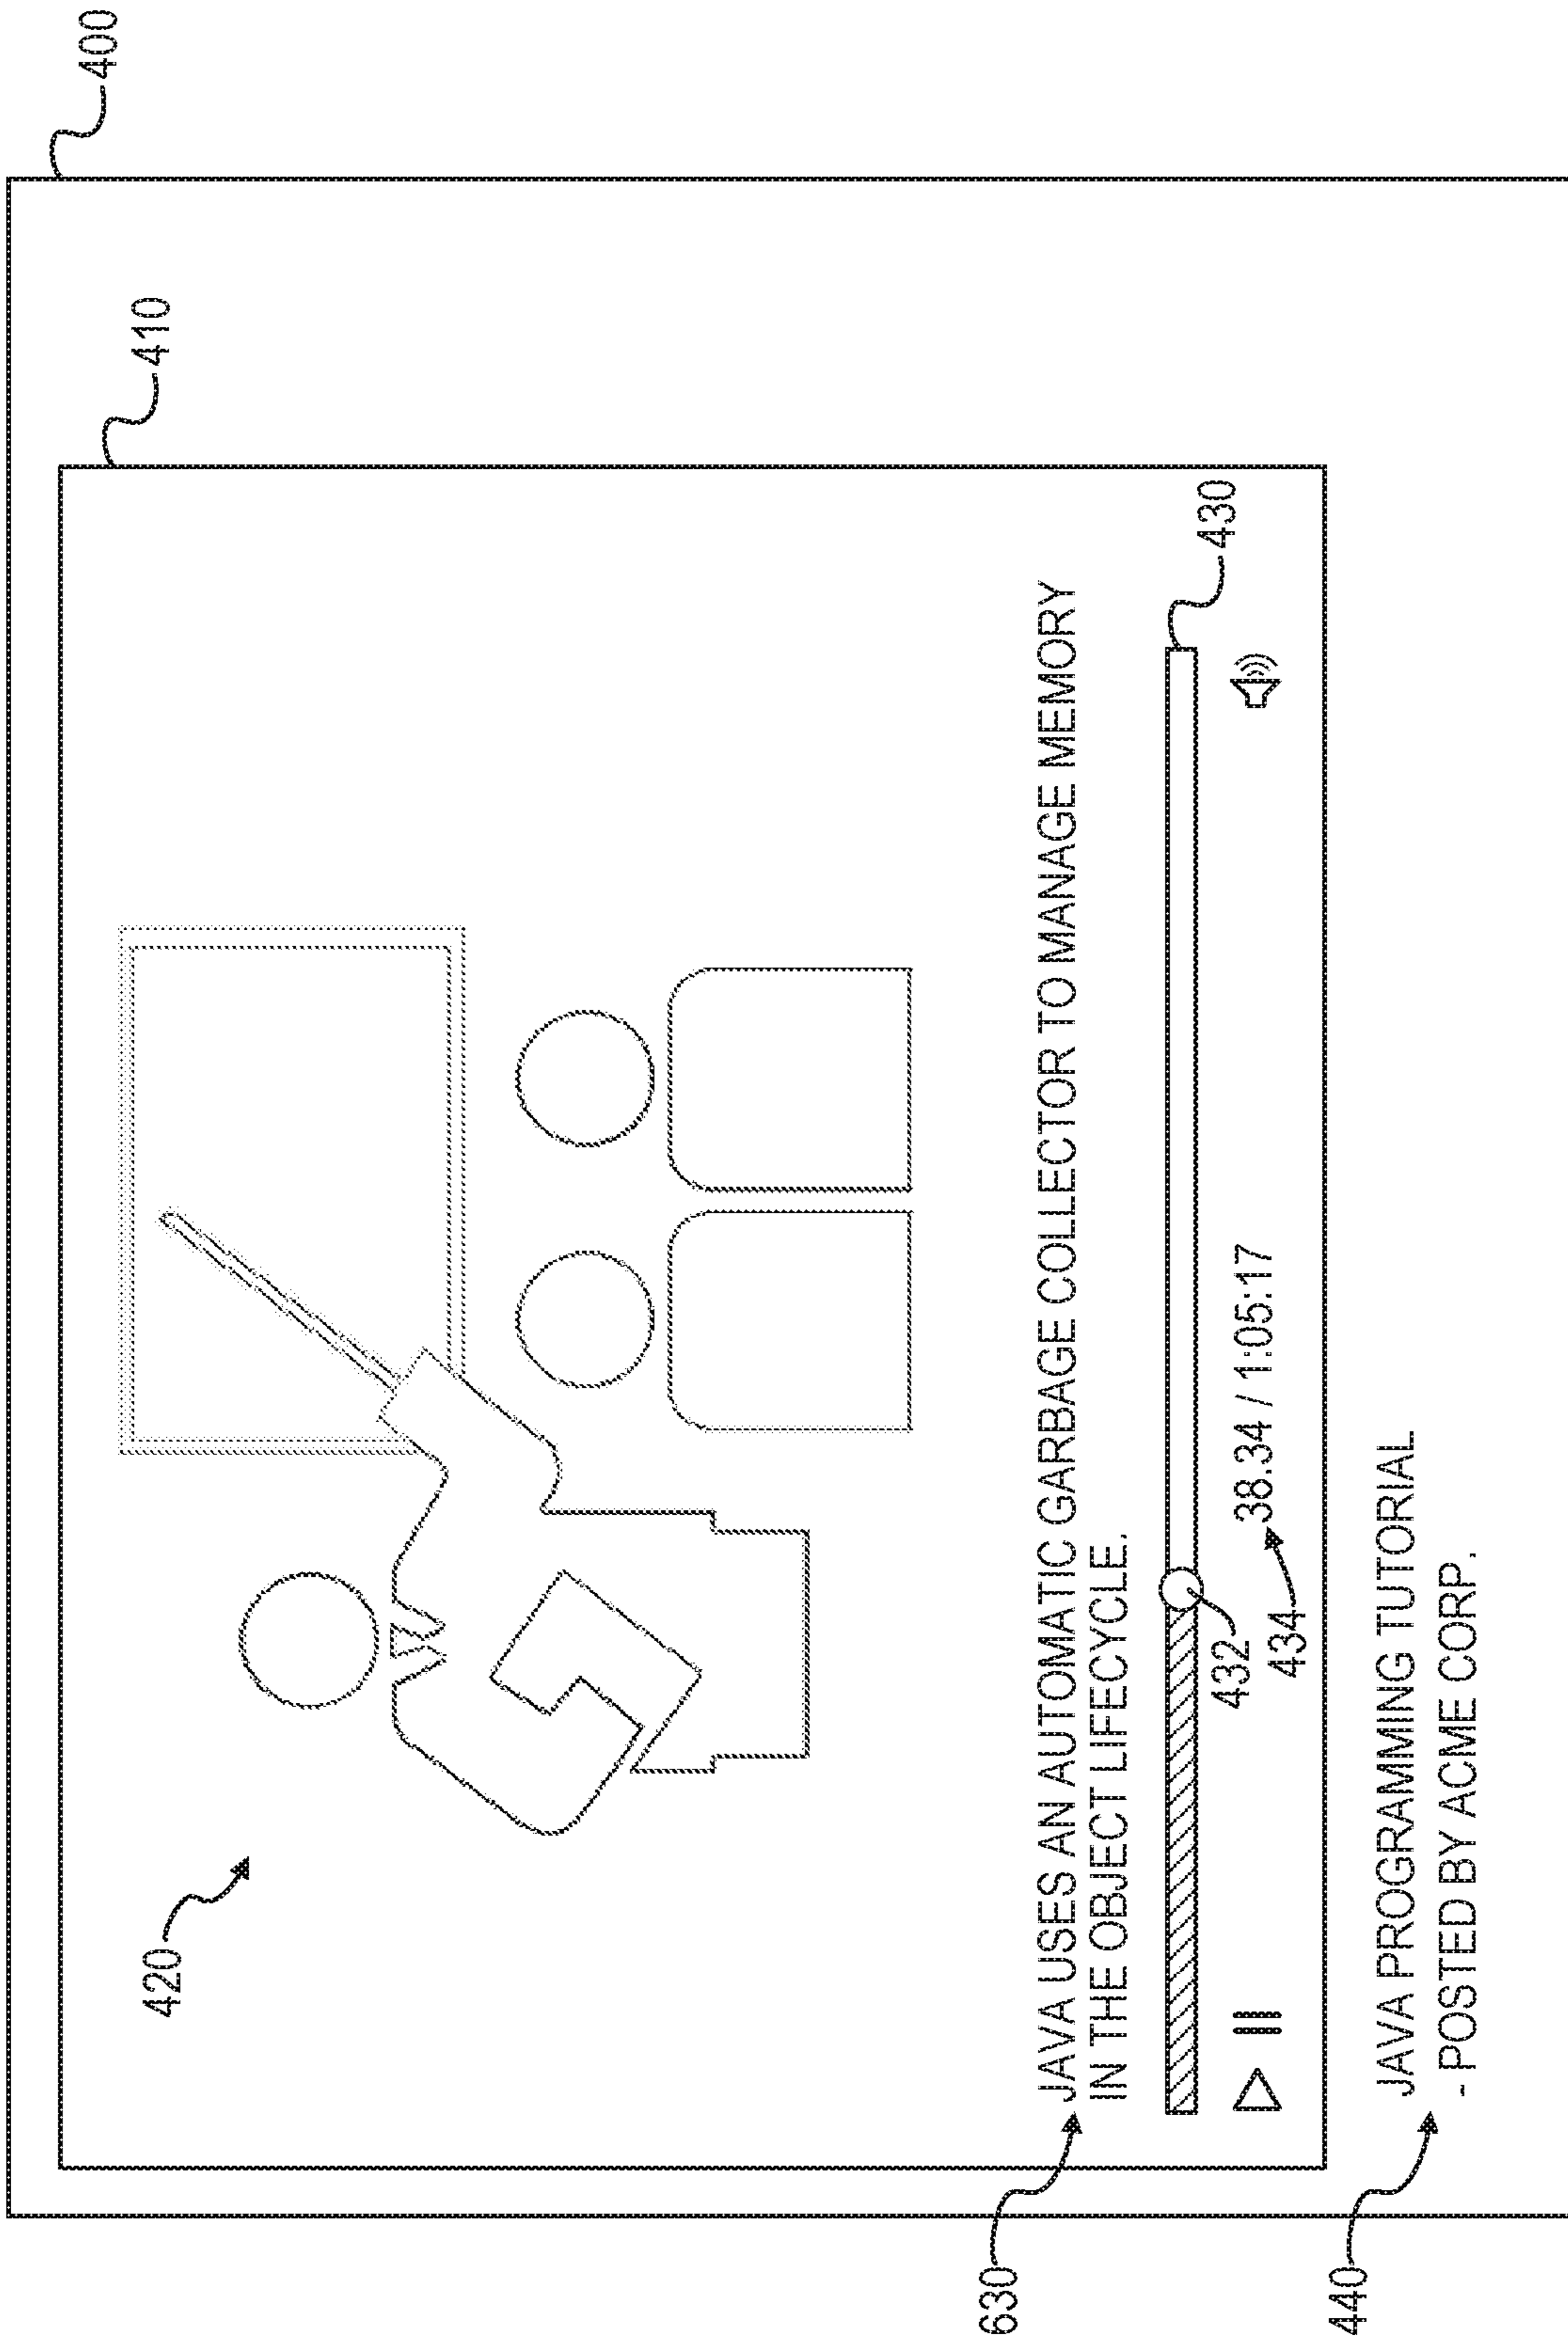 400
410
420
630
JAVA USES AN AUTOMATIC GARBAGE COLLECTOR TO MANAGE MEMORY
IN THE OBJECT LIFECYCLE.
430
432
434
38.34 / 1:05:17
440
JAVA PROGRAMMING TUTORIAL
- POSTED BY ACME CORP.